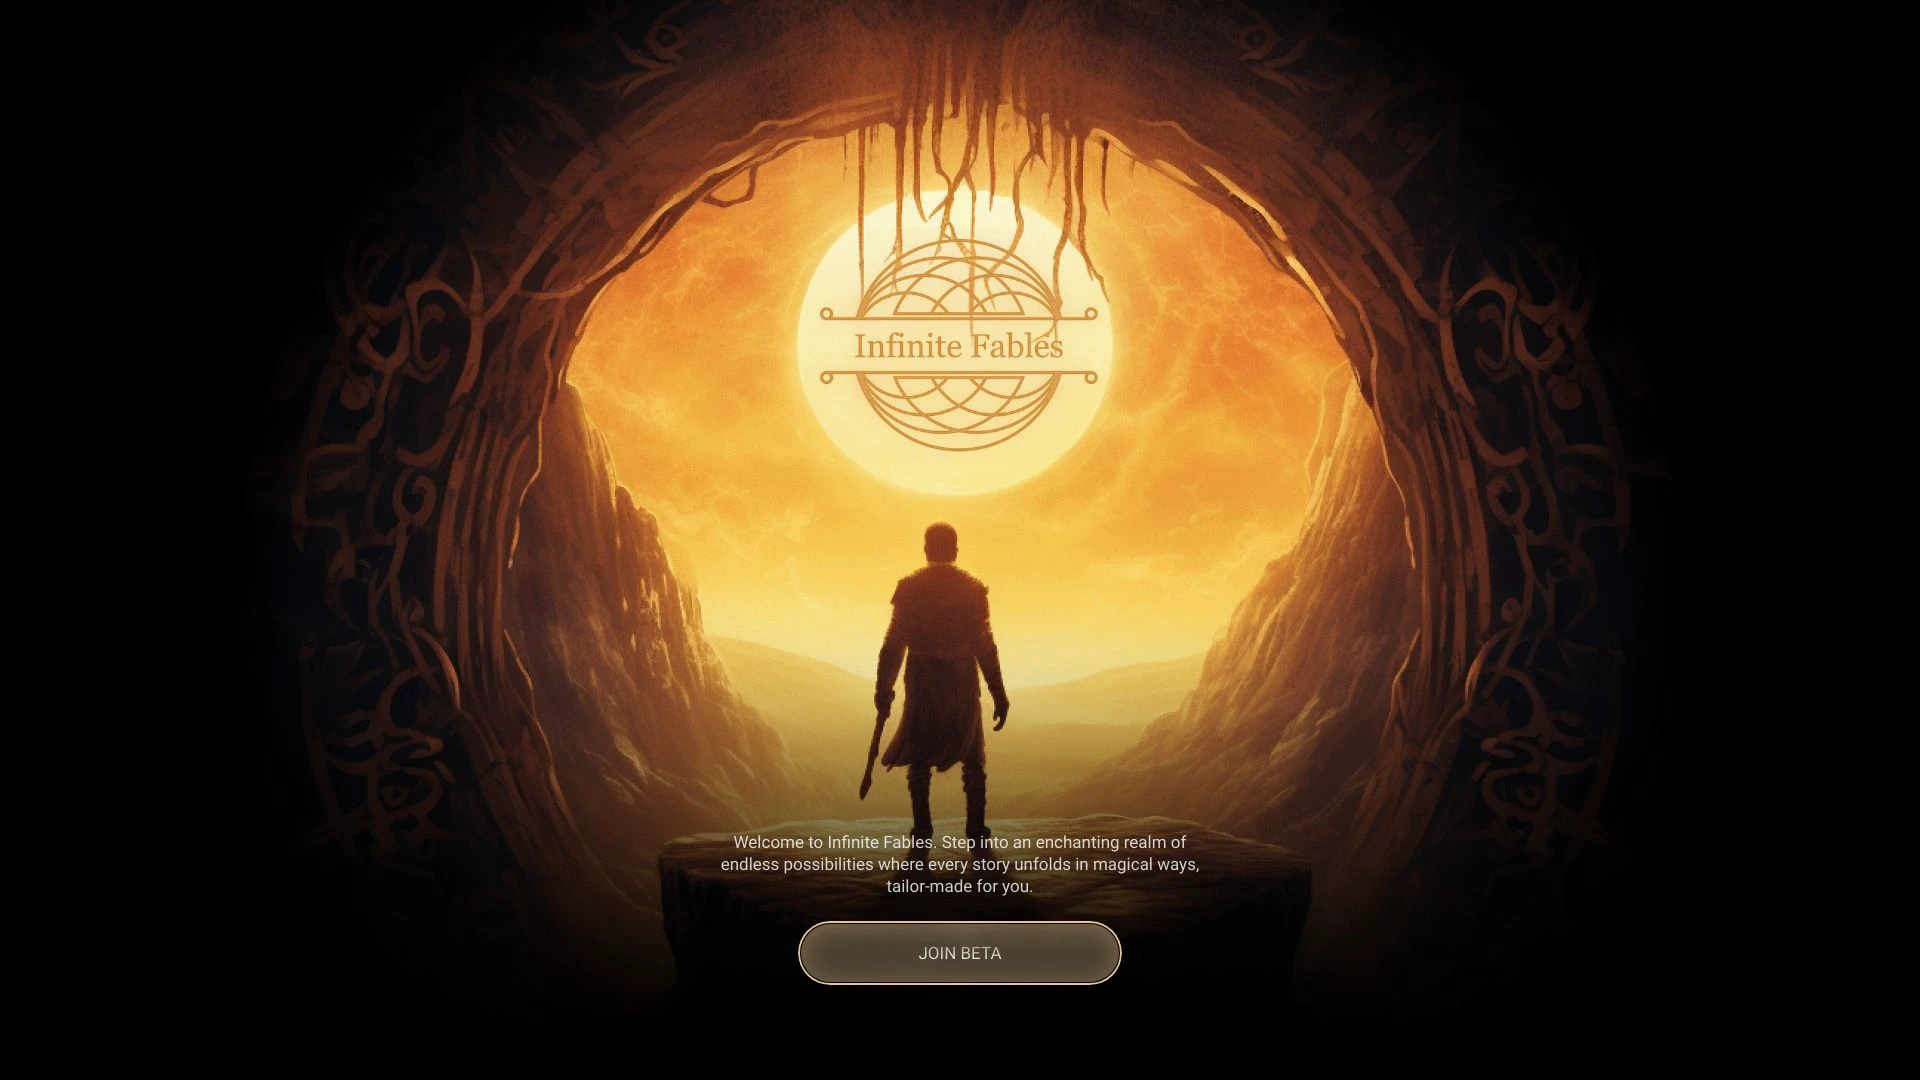 Infinite Fables
Welcome to Infinite Fables. Step into an enchanting realm of
endless possibilities where every story unfolds in magical ways,
tailor-made for you.
JOIN BETA